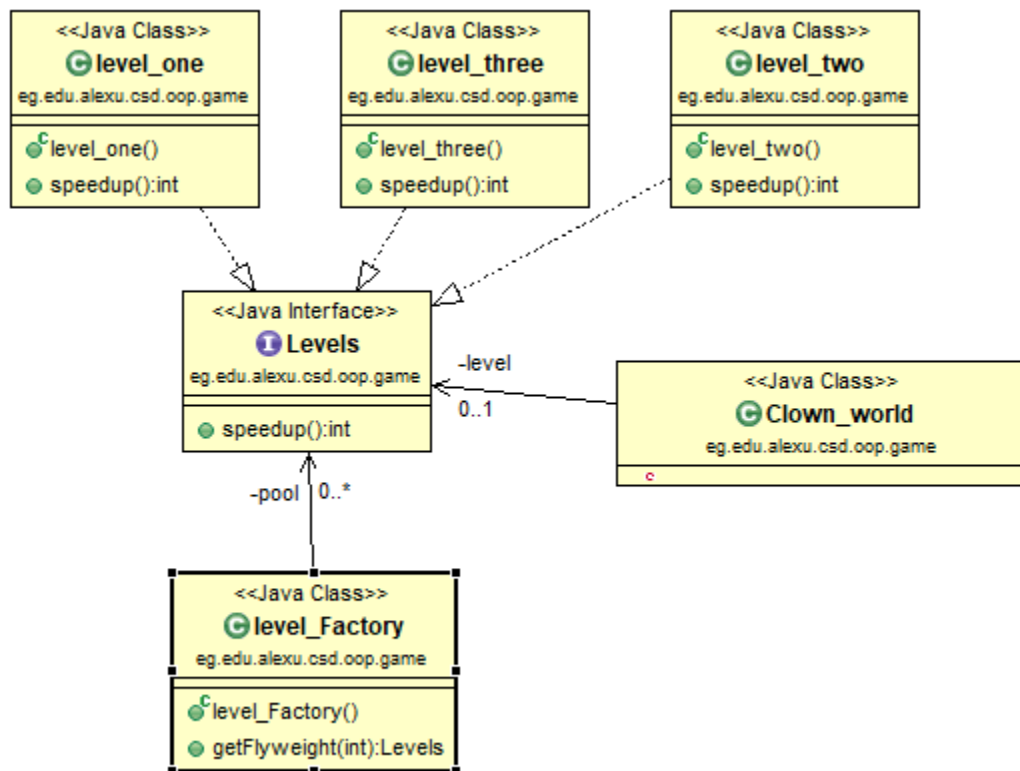 <<Java Class>>
level_one
eg.edu.alexu.csd.oop.game
level_one()
speedup():int
<<Java Class>>
level_three
eg.edu.alexu.csd.oop.game
level_three()
speedup():int
<<Java Class>>
level_two
eg.edu.alexu.csd.oop.game
level_two()
speedup():int
<<Java Interface>>
Levels
eg.edu.alexu.csd.oop.game
speedup():int
-level
0..1
<<Java Class>>
Clown_world
eg.edu.alexu.csd.oop.game
-pool 0..*
<<Java Class>>
level_Factory
eg.edu.alexu.csd.oop.game
level_Factory()
getFlyweight(int):Levels